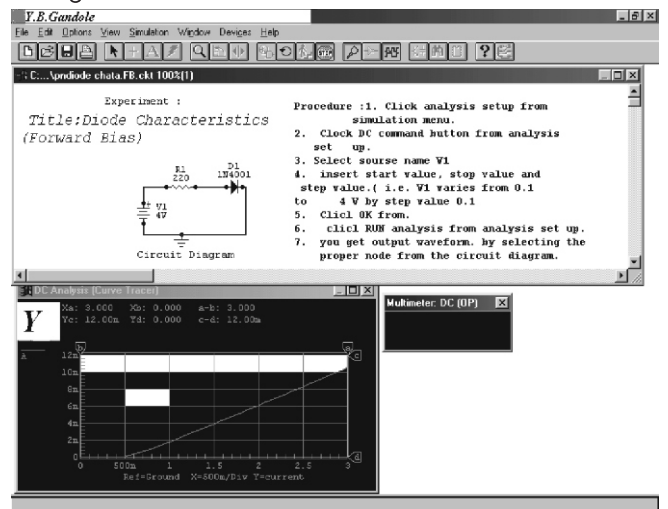 Y.B.Gandole
File Edit Options View Simulation Window Devices Help
C:...\pndiode chata.FB.ckt 100%(1)
Experiment :
Title:Diode Characteristics
(Forward Bias)
R1
220
D1
1N4001
V1
4V
Circuit Diagram
Procedure :1. Click analysis setup from
simulation menu.
2. Clock DC command button from analysis
set up.
3. Select sourse name V1
4. insert start value, stop value and
step value.( i.e. V1 varies from 0.1
to 4 V by step value 0.1
5. Clicl OK from.
6. clicl RUN analysis from analysis set up.
7. you get output waveform. by selecting the
proper node from the circuit diagram.
DC Analysis (Curve Tracer)
Xa: 3.000 Xb: 0.000 a-b: 3.000
Yc: 12.00m Yd: 0.000 c-d: 12.00m
Y
b
a
A
12m
c
10m
8m
6m
4m
2m
0
d
0 500m 1 1.5 2 2.5 3
Ref=Ground X=500m/Div Y=current
Multimeter: DC (OP)